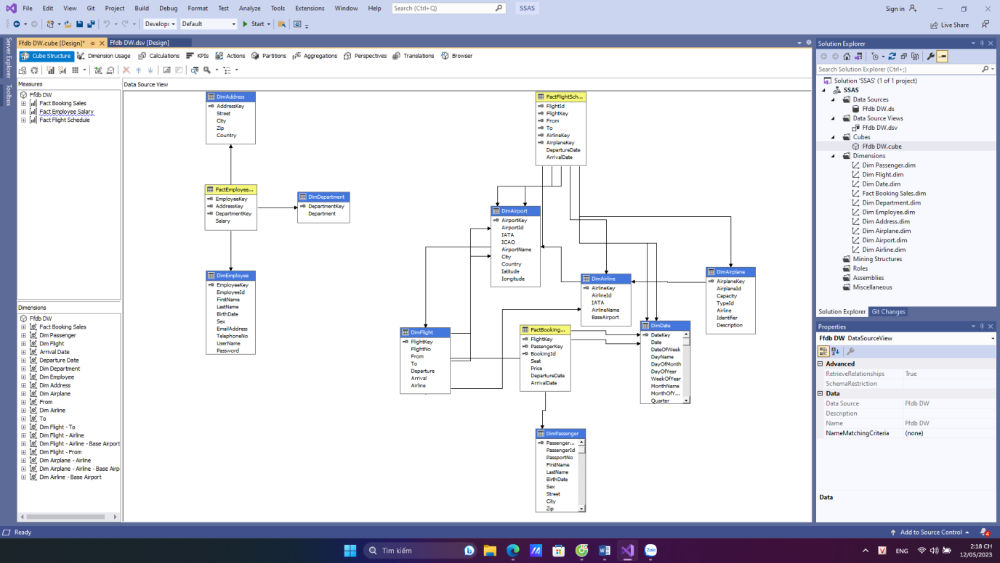 File Edit View Git Project Build Debug Format Test Analyze Tools Extensions Window Help Search (Ctrl+Q) SSAS Sign in
Develop Default Start Live Share
Server Explorer
Toolbox
Ffdb DW.cube [Design]* Ffdb DW.dsv [Design]
Cube Structure Dimension Usage Calculations KPIs Actions Partitions Aggregations Perspectives Translations Browser
Measures
Ffdb DW
Fact Booking Sales
Fact Employee Salary
Fact Flight Schedule
Dimensions
Ffdb DW
Fact Booking Sales
Dim Passenger
Dim Flight
Arrival Date
Departure Date
Dim Department
Dim Employee
Dim Address
Dim Airplane
From
Dim Airline
To
Dim Flight - To
Dim Flight - Airline
Dim Flight - Airline - Base Airport
Dim Flight - From
Dim Airplane - Airline
Dim Airplane - Airline - Base Airp
Dim Airline - Base Airport
Data Source View
DimAddress
AddressKey
Street
City
Zip
Country
FactEmployee...
EmployeeKey
AddressKey
DepartmentKey
Salary
DimDepartment
DepartmentKey
Department
DimEmployee
EmployeeKey
EmployeeId
FirstName
LastName
BirthDate
Sex
EmailAddress
TelephoneNo
UserName
Password
FactFlightSch...
FlightId
FlightKey
From
To
AirlineKey
AirplaneKey
DepartureDate
ArrivalDate
DimAirport
AirportKey
AirportId
IATA
ICAO
AirportName
City
Country
latitude
longitude
DimAirline
AirlineKey
AirlineId
IATA
AirlineName
BaseAirport
DimAirplane
AirplaneKey
AirplaneId
Capacity
TypeId
Airline
Identifier
Description
DimFlight
FlightKey
FlightNo
From
To
Departure
Arrival
Airline
FactBooking...
FlightKey
PassengerKey
BookingId
Seat
Price
DepartureDate
ArrivalDate
DimDate
DateKey
Date
DateOfWeek
DayName
DayOfMonth
DayOfYear
WeekOfYear
MonthName
MonthOfY...
Quarter
DimPassenger
Passenger...
PassengerId
PassportNo
FirstName
LastName
BirthDate
Sex
Street
City
Zip
Solution Explorer
Search Solution Explorer (Ctrl+;)
Solution 'SSAS' (1 of 1 project)
SSAS
Data Sources
Ffdb DW.ds
Data Source Views
Ffdb DW.dsv
Cubes
Ffdb DW.cube
Dimensions
Dim Passenger.dim
Dim Flight.dim
Dim Date.dim
Fact Booking Sales.dim
Dim Department.dim
Dim Employee.dim
Dim Address.dim
Dim Airplane.dim
Dim Airport.dim
Dim Airline.dim
Mining Structures
Roles
Assemblies
Miscellaneous
Solution Explorer Git Changes
Properties
Ffdb DW DataSourceView
Advanced
RetrieveRelationships True
SchemaRestriction
Data
Data Source Ffdb DW
Description
Name Ffdb DW
NameMatchingCriteria (none)
Data
Ready Add to Source Control 4
Tìm kiếm Zalo V ENG 2:18 CH
12/05/2023